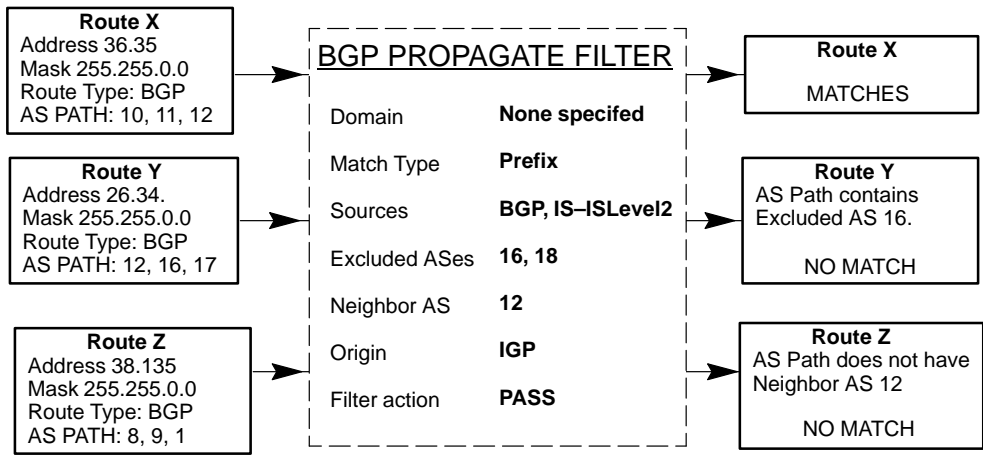 Route X
Address 36.35
Mask 255.255.0.0
Route Type: BGP
AS PATH: 10, 11, 12
Route Y
Address 26.34.
Mask 255.255.0.0
Route Type: BGP
AS PATH: 12, 16, 17
Route Z
Address 38.135
Mask 255.255.0.0
Route Type: BGP
AS PATH: 8, 9, 1
BGP PROPAGATE FILTER
Domain None specifed
Match Type Prefix
Sources BGP, IS–ISLevel2
Excluded ASes 16, 18
Neighbor AS 12
Origin IGP
Filter action PASS
Route X
MATCHES
Route Y
AS Path contains
Excluded AS 16.
NO MATCH
Route Z
AS Path does not have
Neighbor AS 12
NO MATCH